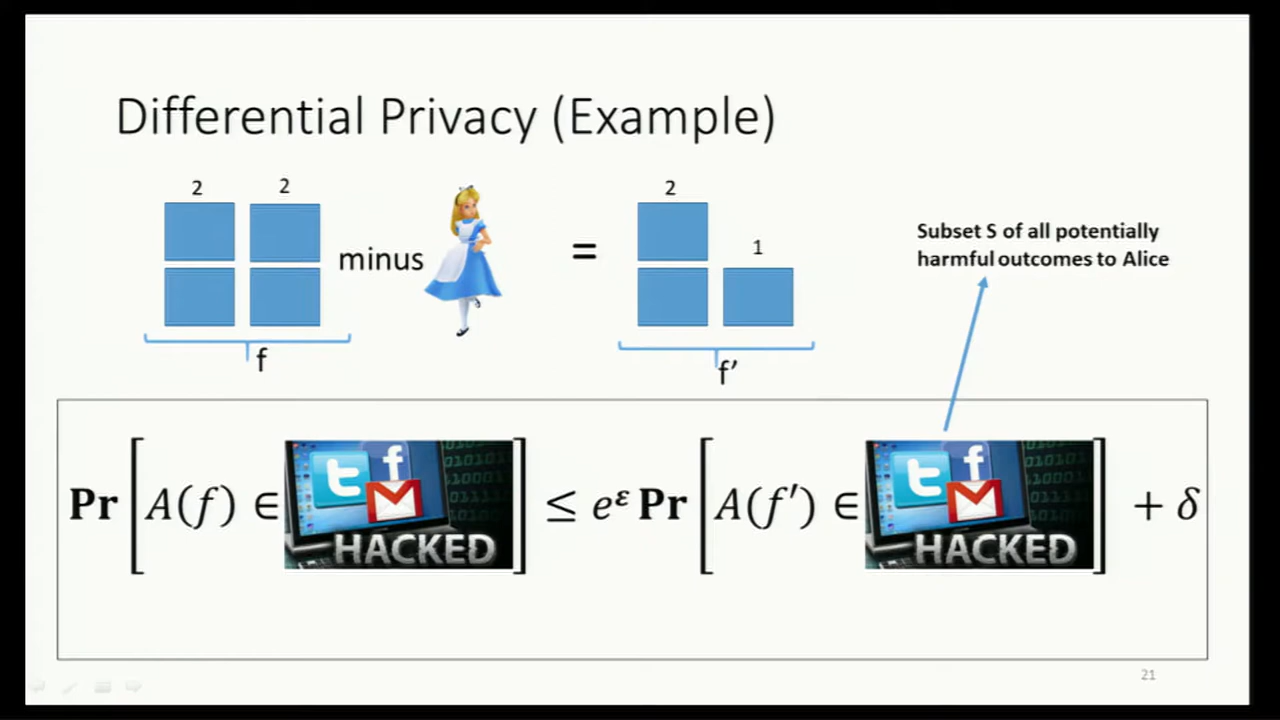 Differential Privacy (Example)
2 2 2
1
minus =
f f′
Subset S of all potentially
harmful outcomes to Alice
Pr[A(f) ∈ HACKED] ≤ e^ε Pr[A(f′) ∈ HACKED] + δ
21